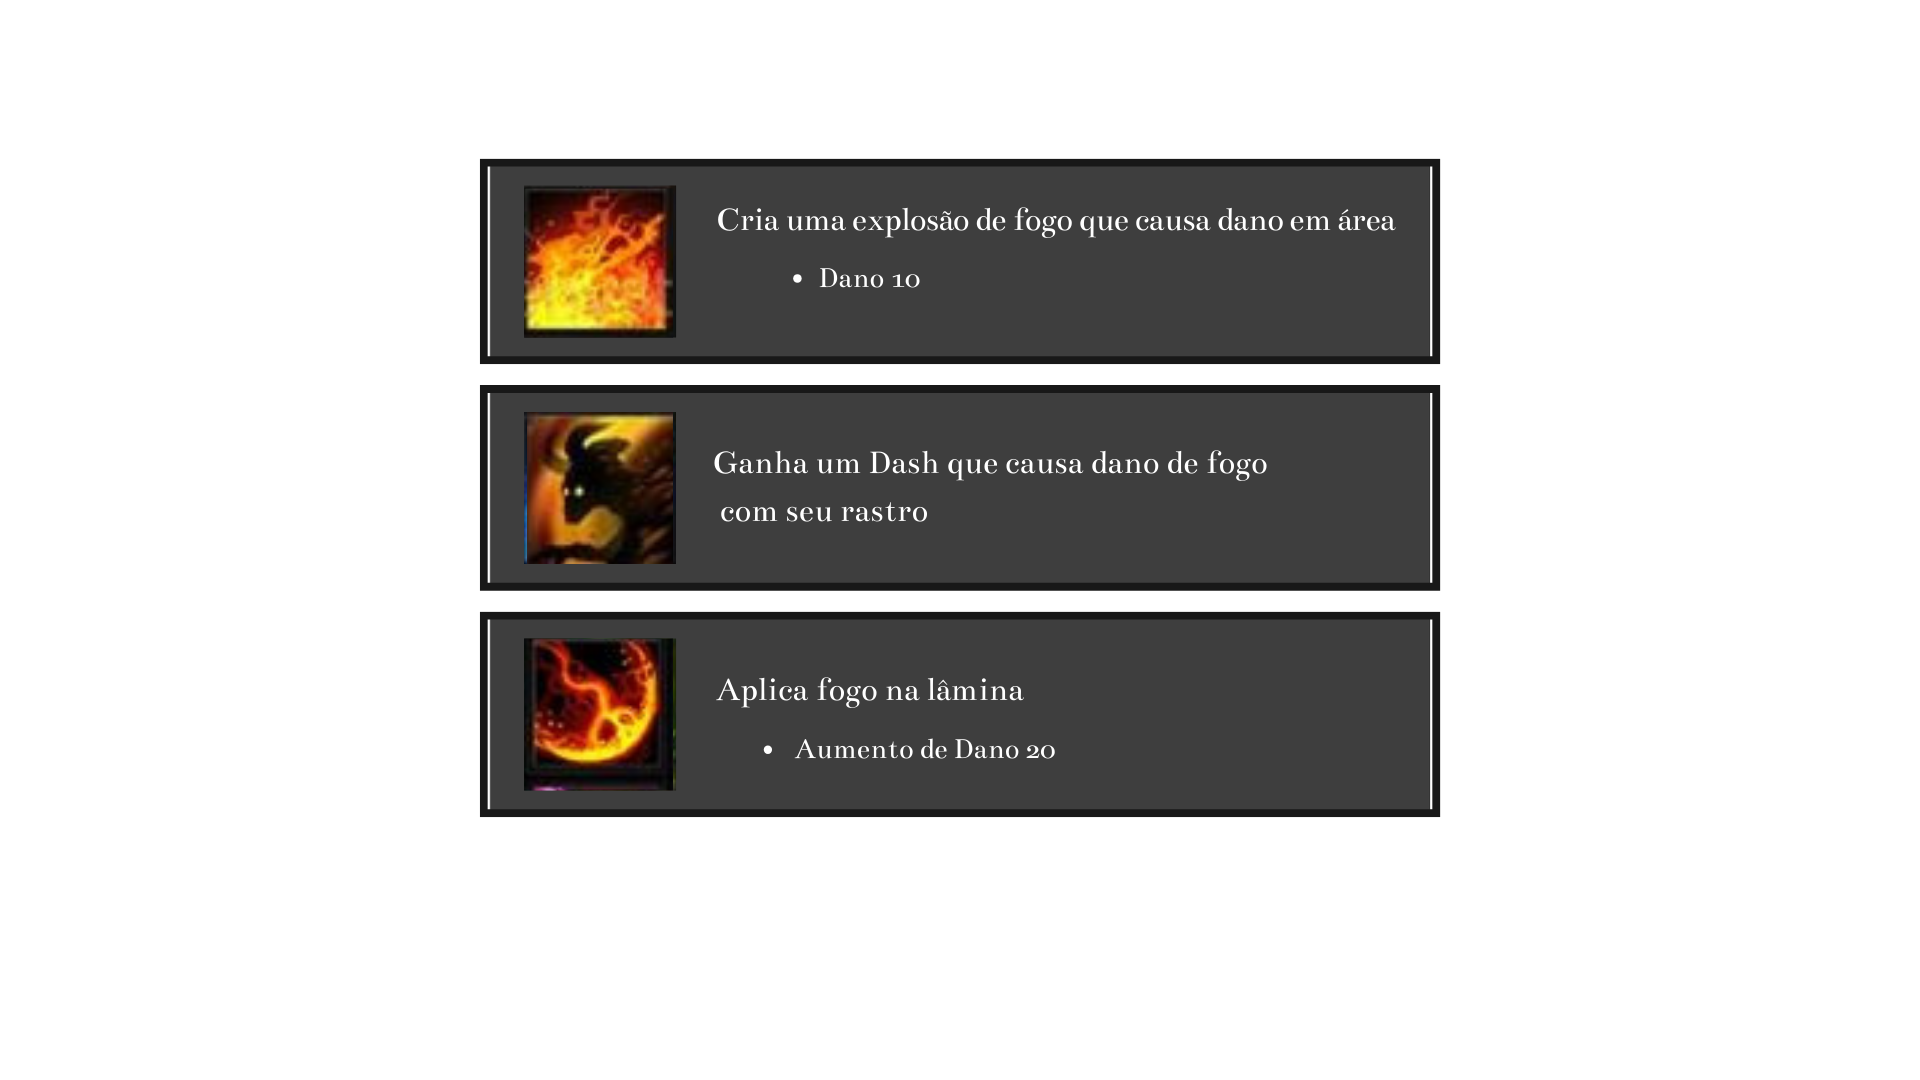 Cria uma explosão de fogo que causa dano em área
• Dano 10
Ganha um Dash que causa dano de fogo
com seu rastro
Aplica fogo na lâmina
• Aumento de Dano 20